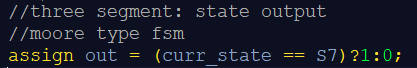 //three segment: state output
//moore type fsm
assign out = (curr_state == S7)?1:0;